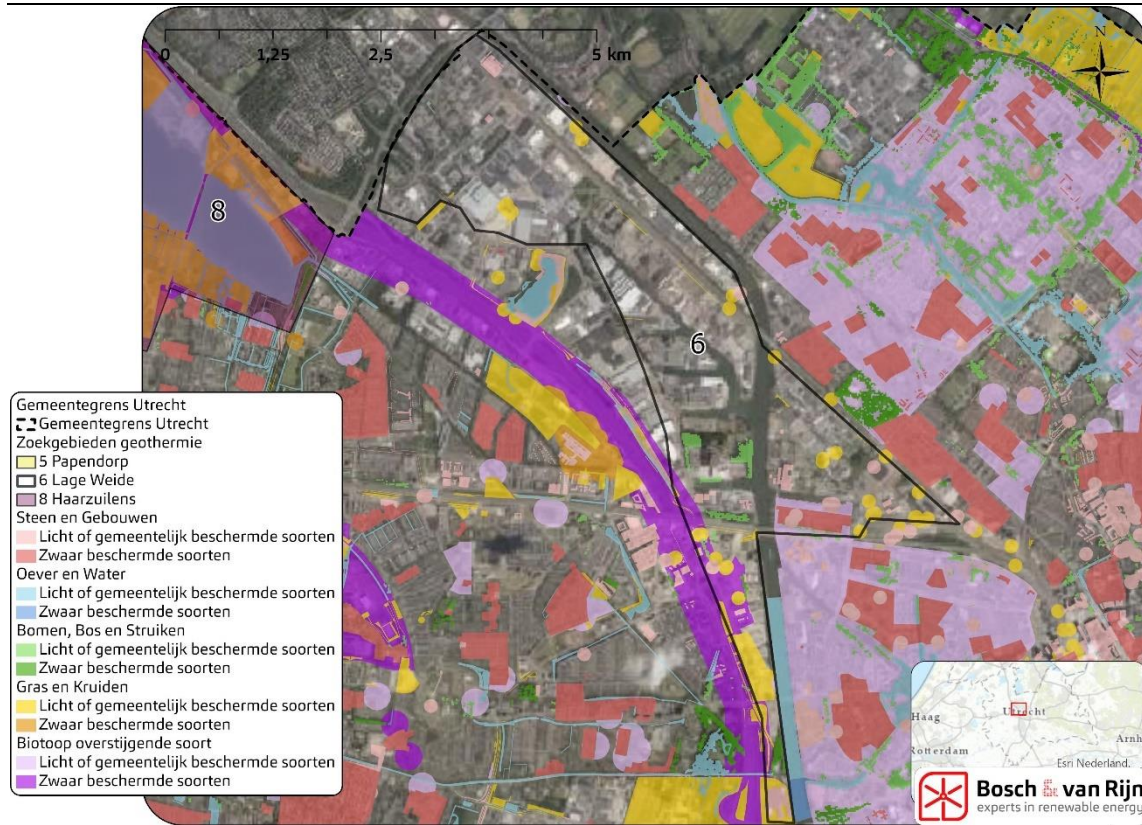 0 1,25 2,5 5 km
N
8
6
Gemeentegrens Utrecht
Gemeentegrens Utrecht
Zoekgebieden geothermie
5 Papendorp
6 Lage Weide
8 Haarzuilens
Steen en Gebouwen
Licht of gemeentelijk beschermde soorten
Zwaar beschermde soorten
Oever en Water
Licht of gemeentelijk beschermde soorten
Zwaar beschermde soorten
Bomen, Bos en Struiken
Licht of gemeentelijk beschermde soorten
Zwaar beschermde soorten
Gras en Kruiden
Licht of gemeentelijk beschermde soorten
Zwaar beschermde soorten
Biotoop overstijgende soort
Licht of gemeentelijk beschermde soorten
Zwaar beschermde soorten
Haag
Utrecht
Rotterdam
Arnh
Esri Nederland,
Bosch & van Rijn
experts in renewable energy